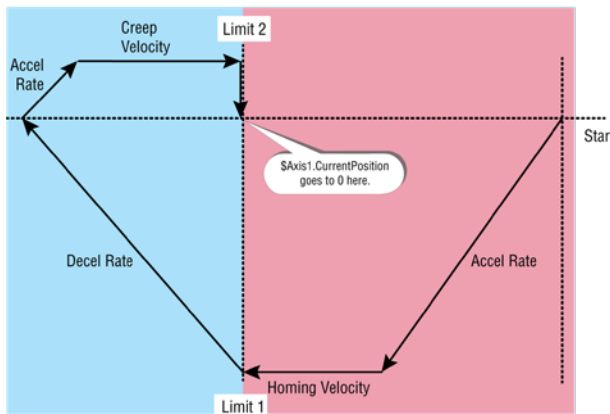 Creep
Velocity
Limit 2
Accel
Rate
Star
$Axis1.CurrentPosition
goes to 0 here.
Decel Rate
Accel Rate
Homing Velocity
Limit 1